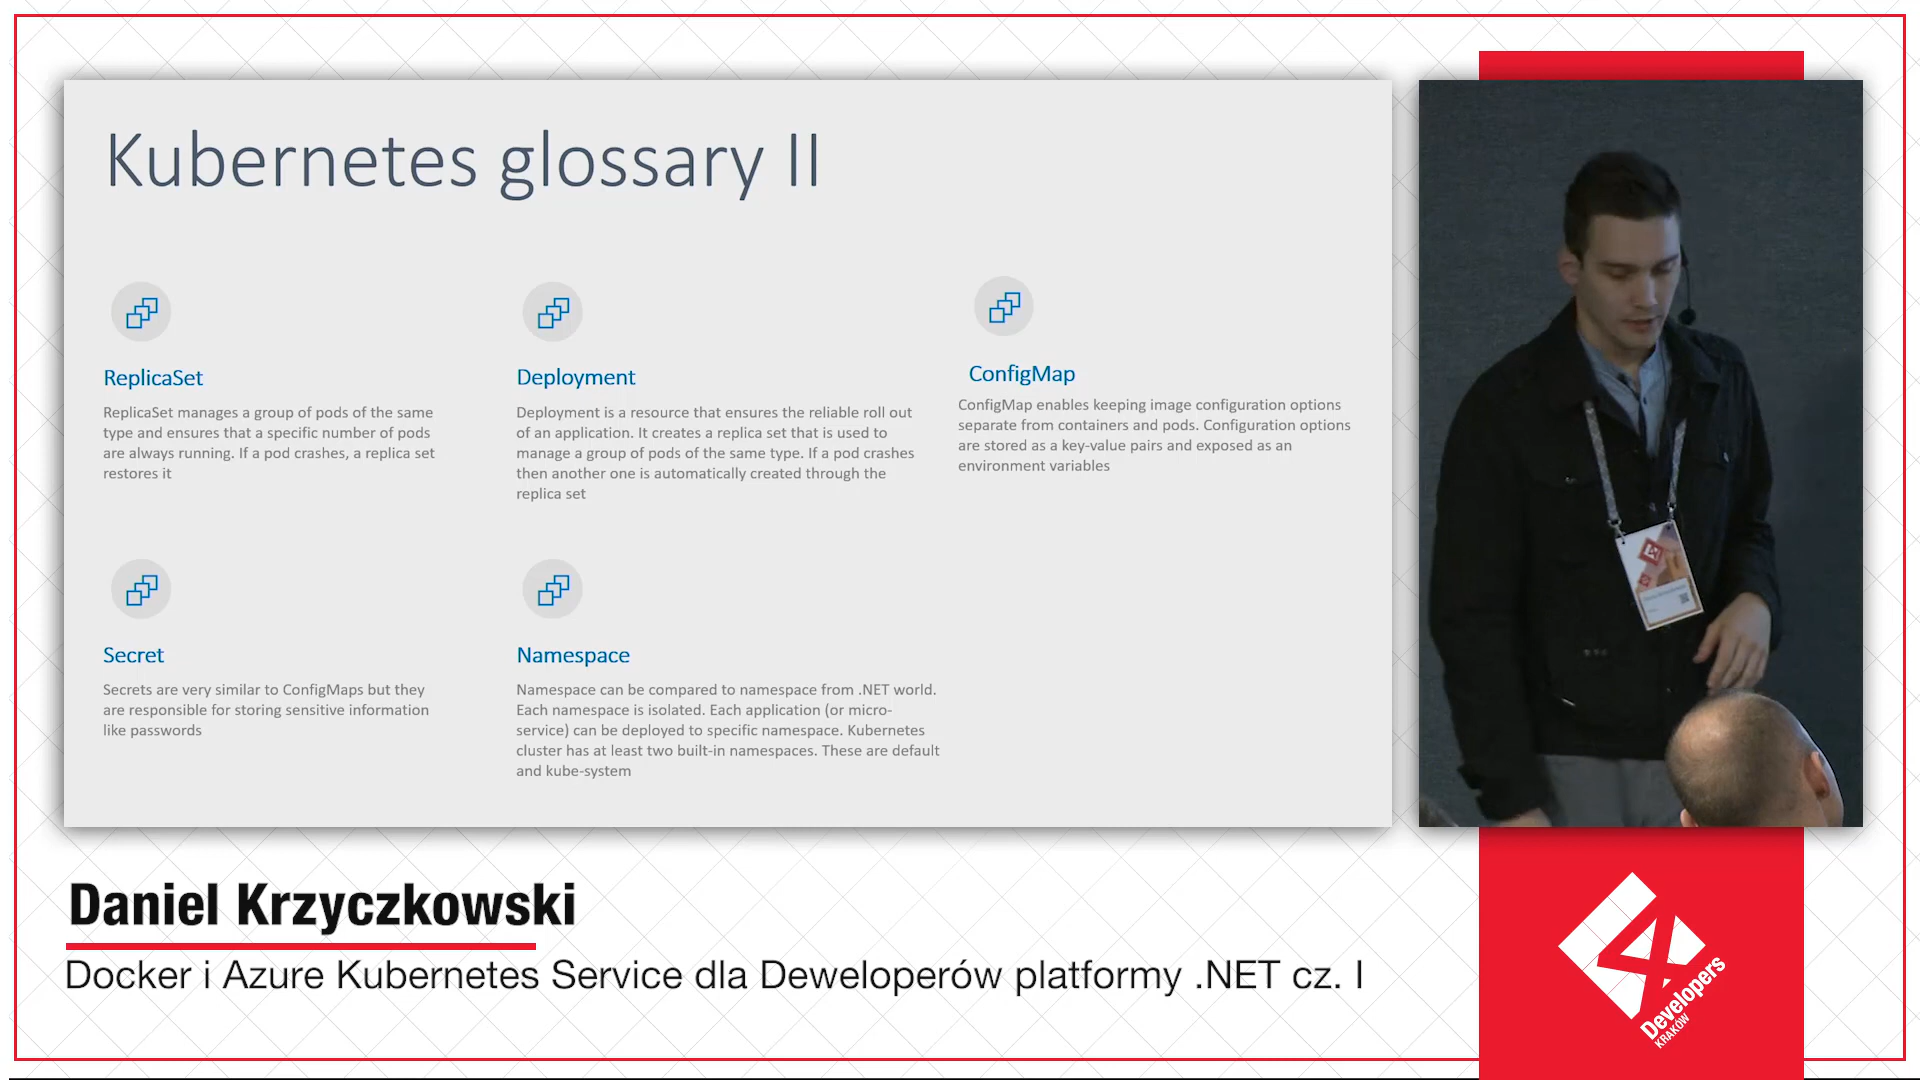 Kubernetes glossary II
ReplicaSet
ReplicaSet manages a group of pods of the same
type and ensures that a specific number of pods
are always running. If a pod crashes, a replica set
restores it
Deployment
Deployment is a resource that ensures the reliable roll out
of an application. It creates a replica set that is used to
manage a group of pods of the same type. If a pod crashes
then another one is automatically created through the
replica set
ConfigMap
ConfigMap enables keeping image configuration options
separate from containers and pods. Configuration options
are stored as a key-value pairs and exposed as an
environment variables
Secret
Secrets are very similar to ConfigMaps but they
are responsible for storing sensitive information
like passwords
Namespace
Namespace can be compared to namespace from .NET world.
Each namespace is isolated. Each application (or micro-
service) can be deployed to specific namespace. Kubernetes
cluster has at least two built-in namespaces. These are default
and kube-system
Daniel Krzyczkowski
Docker i Azure Kubernetes Service dla Deweloperów platformy .NET cz. I
4
Developers
KRAKÓW